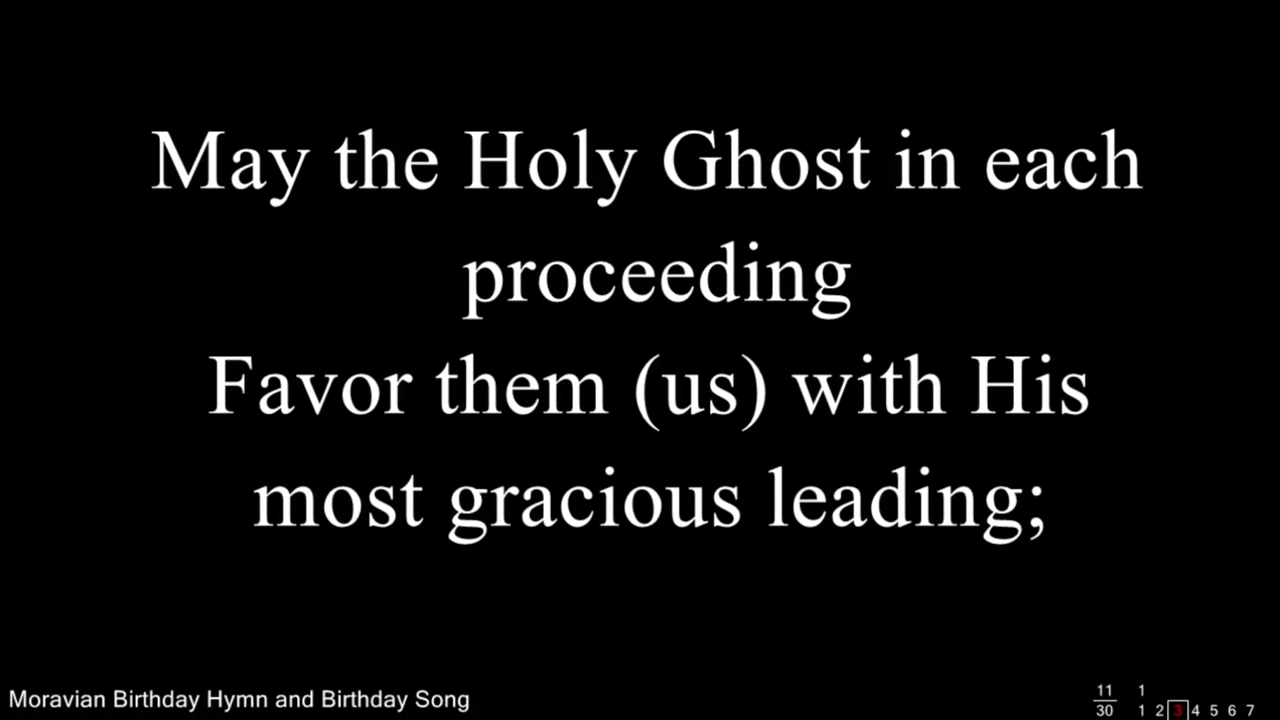 May the Holy Ghost in each
proceeding
Favor them (us) with His
most gracious leading;
Moravian Birthday Hymn and Birthday Song
11 1
30 1 2 3 4 5 6 7